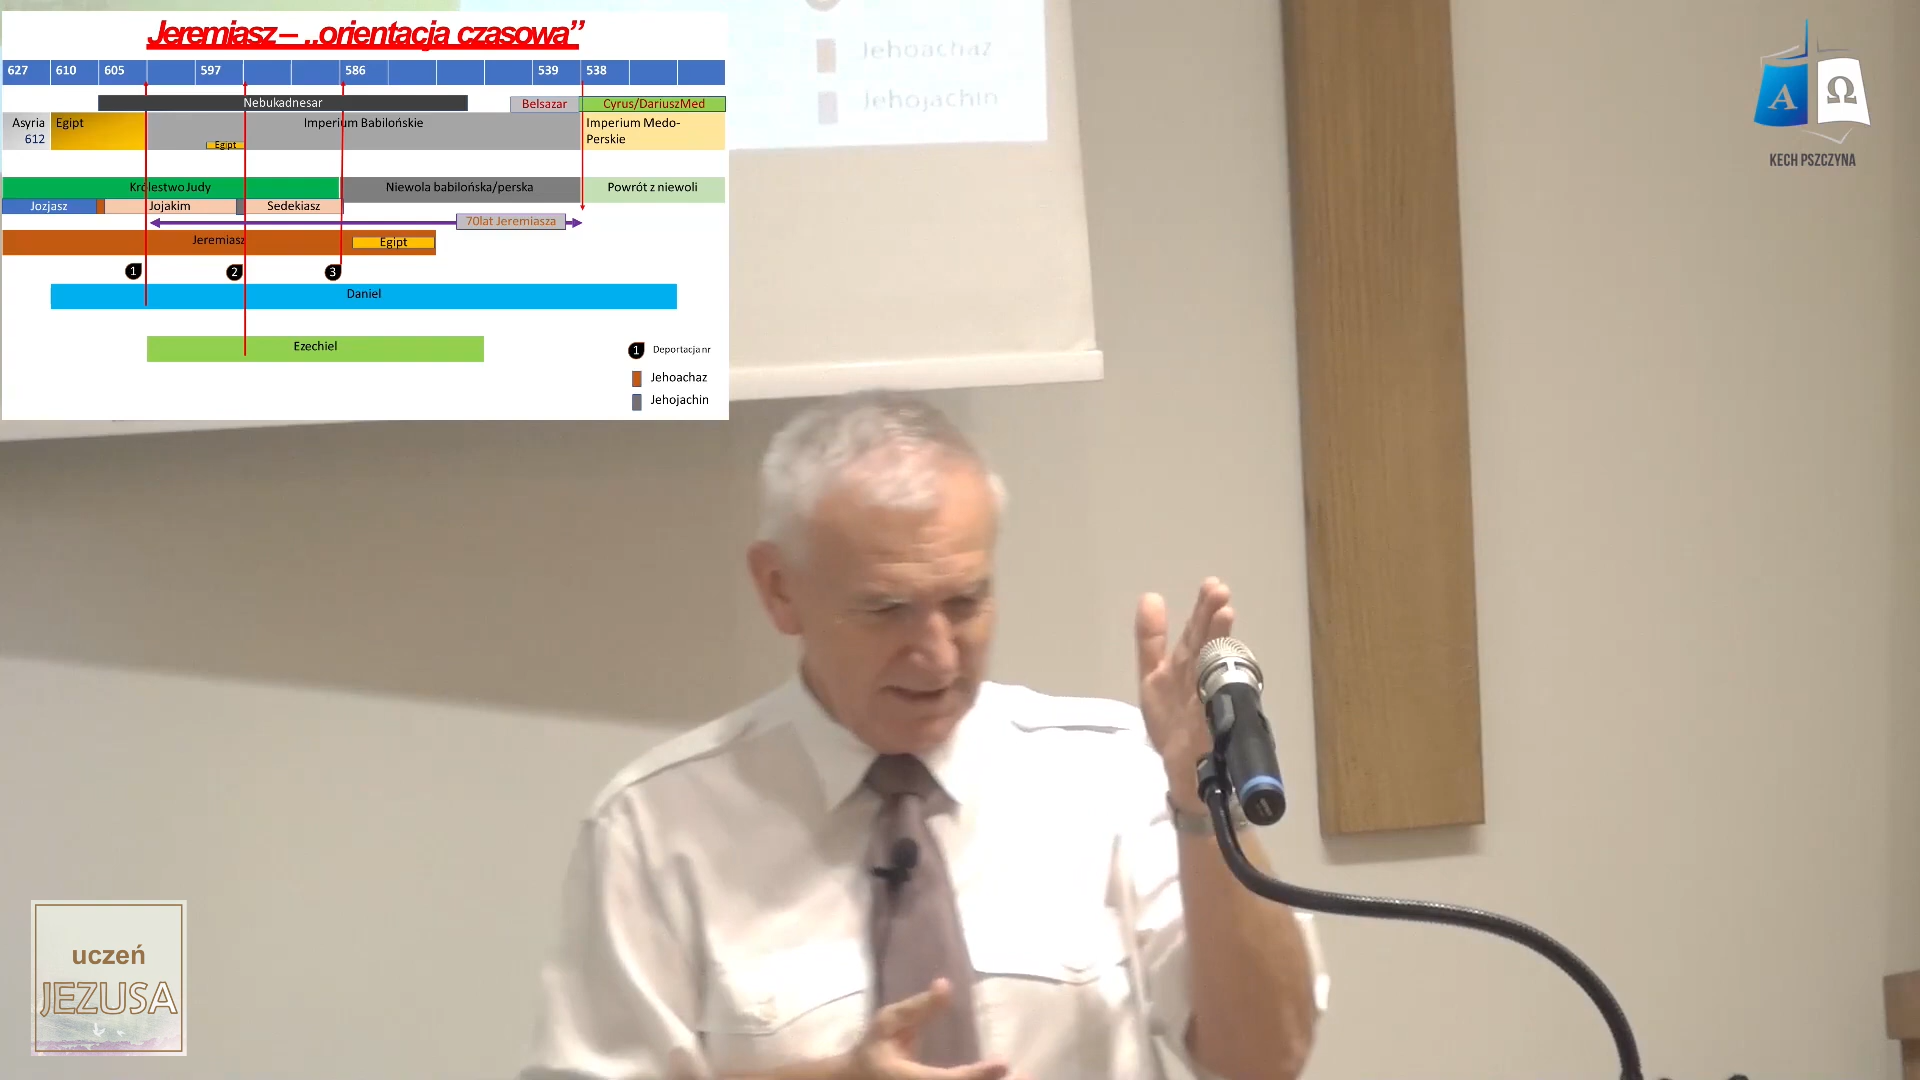 Jeremiasz – „orientacja czasowa”
627 610 605 597 586 539 538
Nebukadnesar Belsazar Cyrus/DariuszMed
Asyria 612 Egipt Imperium Babilońskie Imperium Medo-Perskie
Egipt
Królestwo Judy Niewola babilońska/perska Powrót z niewoli
Jozjasz Jojakim Sedekiasz
70lat Jeremiasza
Jeremiasz Egipt
1 2 3
Daniel
Ezechiel
1 Deportacja nr
Jehoachaz
Jehojachin
Jehoachaz
Jehojachin
A Ω
KECH PSZCZYNA
uczeń
JEZUSA